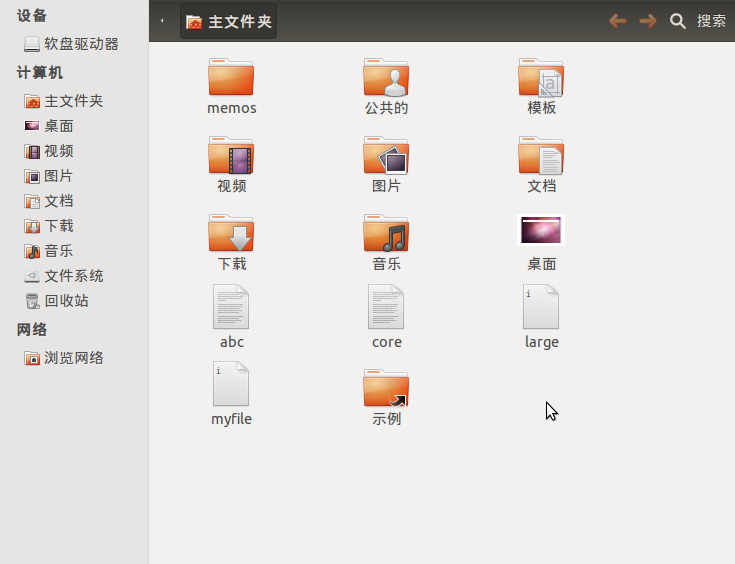 设备
软盘驱动器
计算机
主文件夹
桌面
视频
图片
文档
下载
音乐
文件系统
回收站
网络
浏览网络
主文件夹 搜索
memos 公共的 模板
视频 图片 文档
下载 音乐 桌面
abc core large
myfile 示例